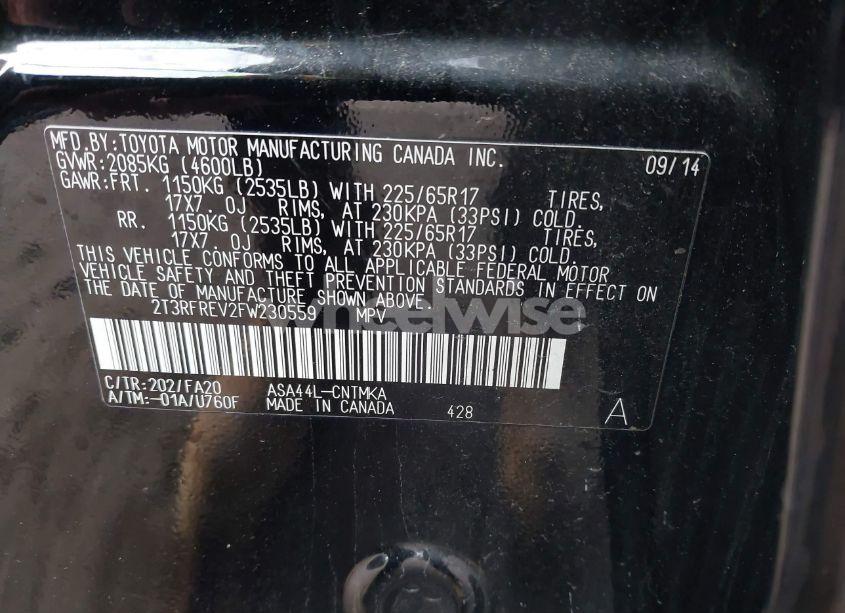 MFD.BY:TOYOTA MOTOR MANUFACTURING CANADA INC. 09/14
GVWR:2085KG (4600LB)
GAWR:FRT. 1150KG (2535LB) WITH 225/65R17 TIRES,
17X7.0J RIMS, AT 230KPA (33PSI) COLD.
RR. 1150KG (2535LB) WITH 225/65R17 TIRES,
17X7.0J RIMS, AT 230KPA (33PSI) COLD.
THIS VEHICLE CONFORMS TO ALL APPLICABLE FEDERAL MOTOR
VEHICLE SAFETY AND THEFT PREVENTION STANDARDS IN EFFECT ON
THE DATE OF MANUFACTURE SHOWN ABOVE.
2T3RFREV2FW230559 MPV
wheelwise
C/TR:202/FA20 ASA44L-CNTMKA
A/TM:-01A/U760F MADE IN CANADA 428 A